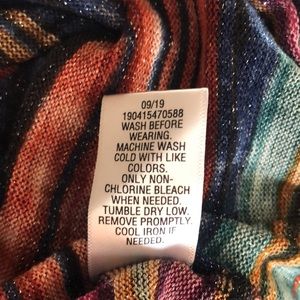 09/19
190415470588
WASH BEFORE
WEARING.
MACHINE WASH
COLD WITH LIKE
COLORS.
ONLY NON-
CHLORINE BLEACH
WHEN NEEDED.
TUMBLE DRY LOW.
REMOVE PROMPTLY.
COOL IRON IF
NEEDED.